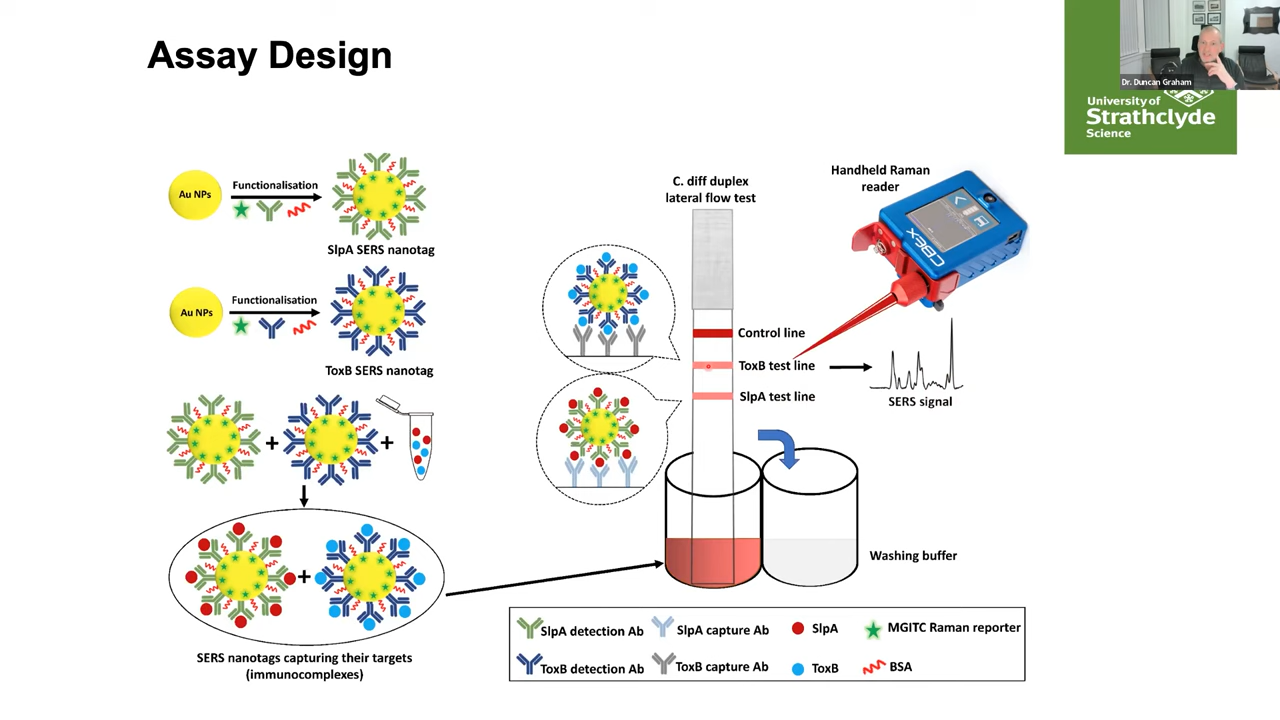 Assay Design
Dr. Duncan Graham
University of
Strathclyde
Science
Au NPs
Functionalisation
SlpA SERS nanotag
Au NPs
Functionalisation
ToxB SERS nanotag
+
+
+
SERS nanotags capturing their targets
(immunocomplexes)
C. diff duplex
lateral flow test
Handheld Raman
reader
CBEX
Control line
ToxB test line
SlpA test line
SERS signal
Washing buffer
SlpA detection Ab
SlpA capture Ab
SlpA
MGITC Raman reporter
ToxB detection Ab
ToxB capture Ab
ToxB
BSA